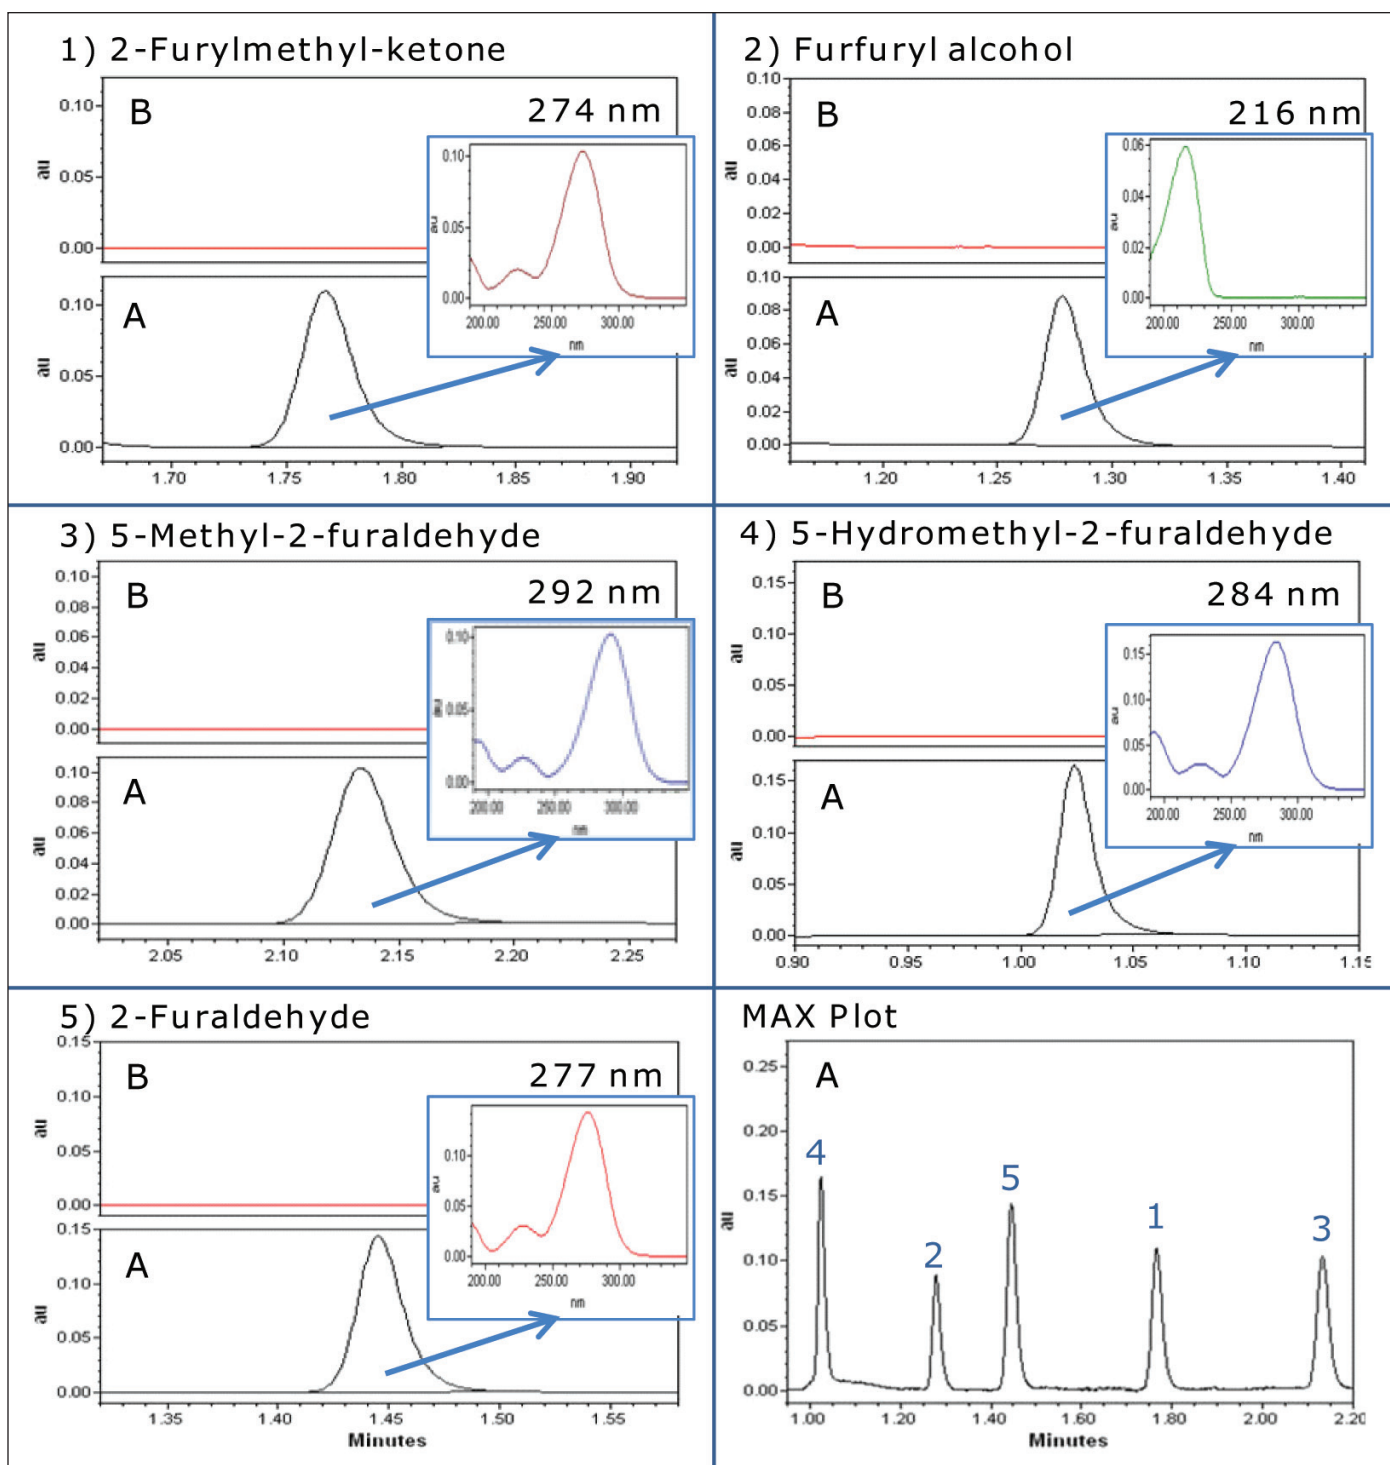 1) 2-Furylmethyl-ketone
B
274 nm
0.10
0.05
0.00
au
0.10
0.05
0.00
au
200.00 250.00 300.00
nm
A
0.10
0.05
0.00
au
1.70 1.75 1.80 1.85 1.90
2) Furfuryl alcohol
B
216 nm
0.10
0.08
0.06
0.04
0.02
0.00
au
0.06
0.04
0.02
0.00
au
200.00 250.00 300.00
nm
A
0.10
0.08
0.06
0.04
0.02
0.00
au
1.20 1.25 1.30 1.35 1.40
3) 5-Methyl-2-furaldehyde
B
292 nm
0.10
0.08
0.06
0.04
0.02
0.00
au
0.10
0.05
0.00
au
200.00 250.00 300.00
nm
A
0.10
0.08
0.06
0.04
0.02
0.00
au
2.05 2.10 2.15 2.20 2.25
4) 5-Hydromethyl-2-furaldehyde
B
284 nm
0.15
0.10
0.05
0.00
au
0.15
0.10
0.05
0.00
au
200.00 250.00 300.00
nm
A
0.15
0.10
0.05
0.00
au
0.90 0.95 1.00 1.05 1.10 1.15
5) 2-Furaldehyde
B
277 nm
0.15
0.10
0.05
0.00
au
0.10
0.05
0.00
au
200.00 250.00 300.00
nm
A
0.15
0.10
0.05
0.00
au
1.35 1.40 1.45 1.50 1.55
Minutes
MAX Plot
A
0.25
0.20
0.15
0.10
0.05
0.00
au
4
2
5
1
3
1.00 1.20 1.40 1.60 1.80 2.00 2.20
Minutes